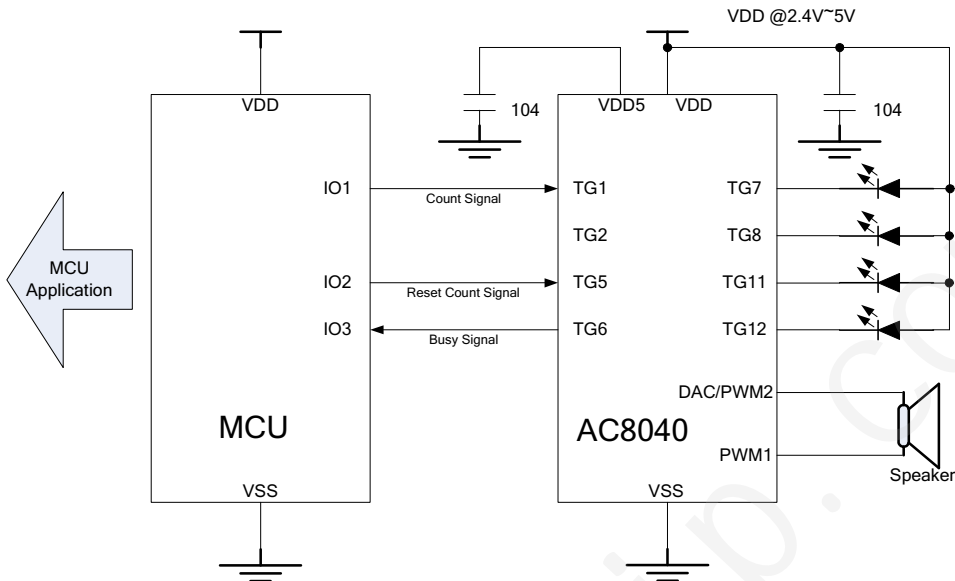 VDD @2.4V~5V
VDD
104
VDD5 VDD
104
IO1
Count Signal
TG1
TG7
TG2
TG8
MCU
Application
IO2
Reset Count Signal
TG5
TG11
IO3
Busy Signal
TG6
TG12
DAC/PWM2
MCU
AC8040
PWM1
Speaker
VSS
VSS